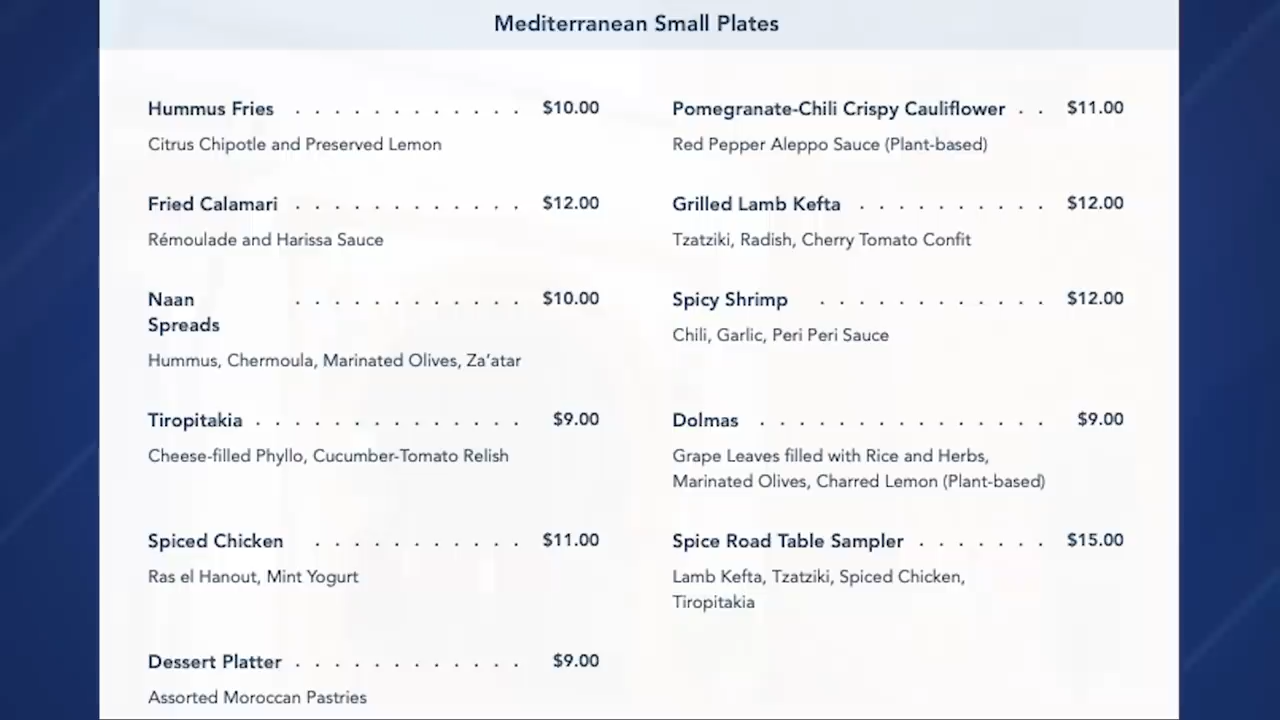 Mediterranean Small Plates
Hummus Fries . . . . . . . . . . . . $10.00
Citrus Chipotle and Preserved Lemon
Fried Calamari . . . . . . . . . . . . $12.00
Rémoulade and Harissa Sauce
Naan . . . . . . . . . . . . $10.00
Spreads
Hummus, Chermoula, Marinated Olives, Za’atar
Tiropitakia . . . . . . . . . . . . . . $9.00
Cheese-filled Phyllo, Cucumber-Tomato Relish
Spiced Chicken . . . . . . . . . . . $11.00
Ras el Hanout, Mint Yogurt
Dessert Platter . . . . . . . . . . . . $9.00
Assorted Moroccan Pastries
Pomegranate-Chili Crispy Cauliflower . . $11.00
Red Pepper Aleppo Sauce (Plant-based)
Grilled Lamb Kefta . . . . . . . . . . $12.00
Tzatziki, Radish, Cherry Tomato Confit
Spicy Shrimp . . . . . . . . . . . . $12.00
Chili, Garlic, Peri Peri Sauce
Dolmas . . . . . . . . . . . . . . . $9.00
Grape Leaves filled with Rice and Herbs,
Marinated Olives, Charred Lemon (Plant-based)
Spice Road Table Sampler . . . . . . . $15.00
Lamb Kefta, Tzatziki, Spiced Chicken,
Tiropitakia